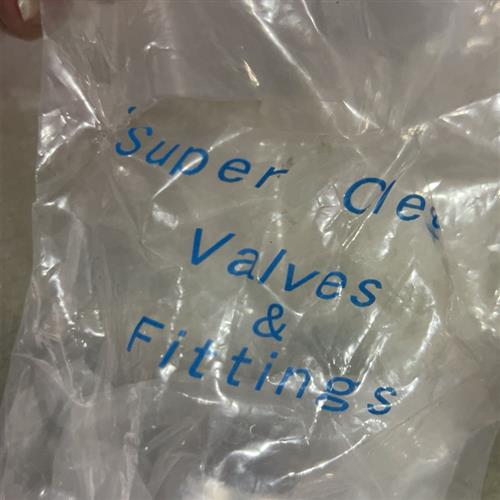 Super
Valves
&
Fittings